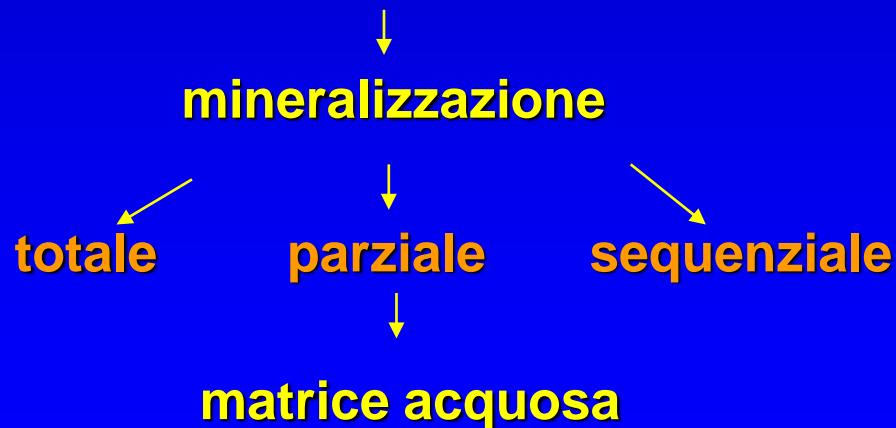 mineralizzazione
totale parziale sequenziale
matrice acquosa